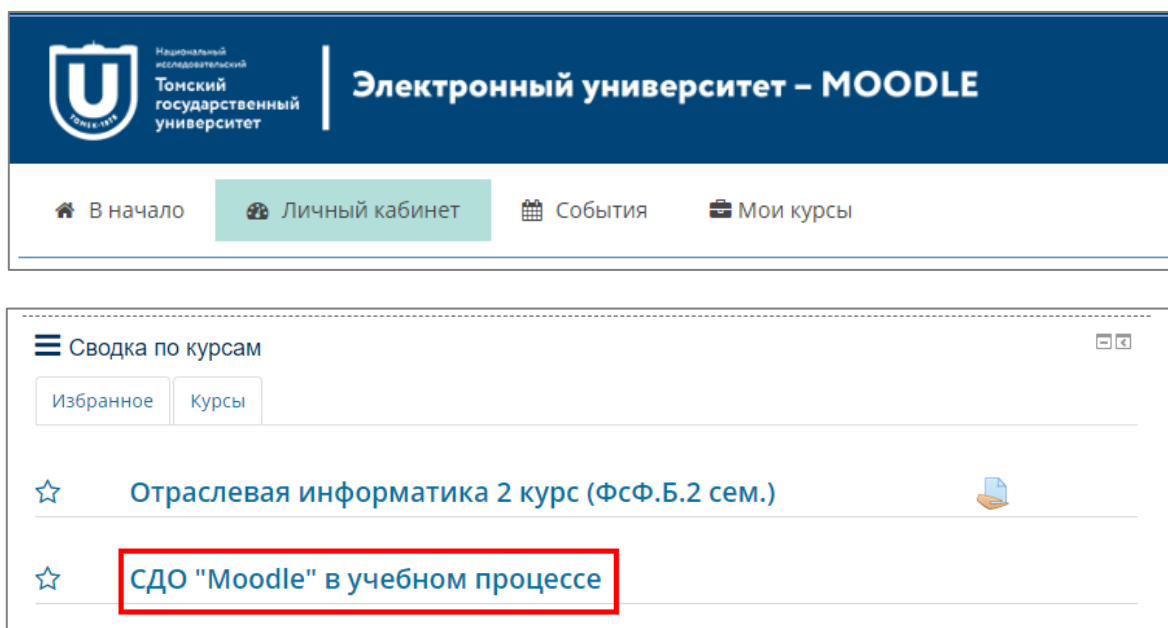 Национальный
исследовательский
Томский
государственный
университет
ТОМСК-1878
Электронный университет – MOODLE
В начало
Личный кабинет
События
Мои курсы
Сводка по курсам
Избранное
Курсы
Отраслевая информатика 2 курс (ФсФ.Б.2 сем.)
СДО "Moodle" в учебном процессе